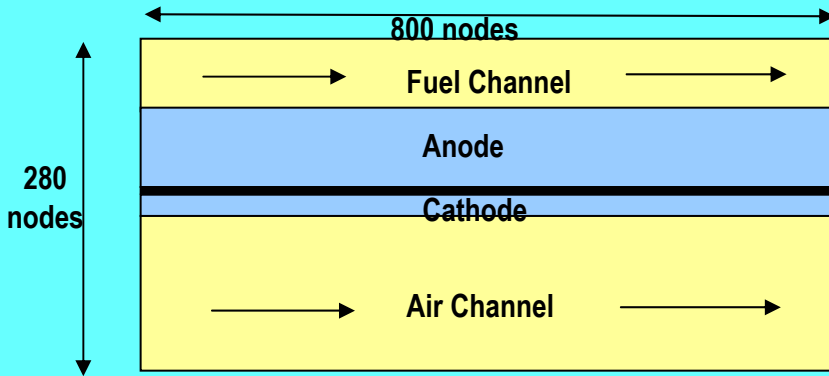 800 nodes
Fuel Channel
Anode
280
nodes
Cathode
Air Channel